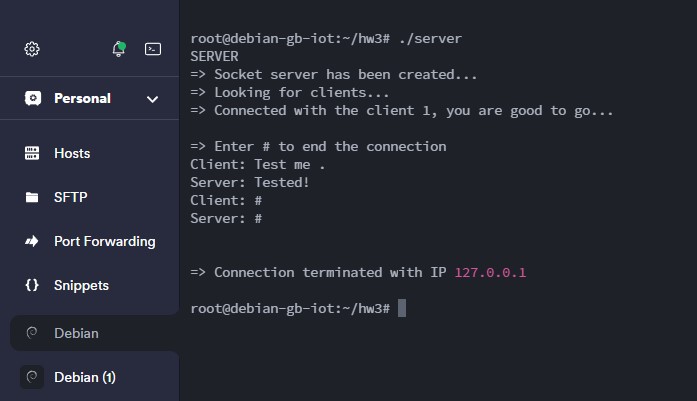 Personal
Hosts
SFTP
Port Forwarding
{} Snippets
Debian
Debian (1)
root@debian-gb-iot:~/hw3# ./server
SERVER
=> Socket server has been created...
=> Looking for clients...
=> Connected with the client 1, you are good to go...
=> Enter # to end the connection
Client: Test me .
Server: Tested!
Client: #
Server: #
=> Connection terminated with IP 127.0.0.1
root@debian-gb-iot:~/hw3#